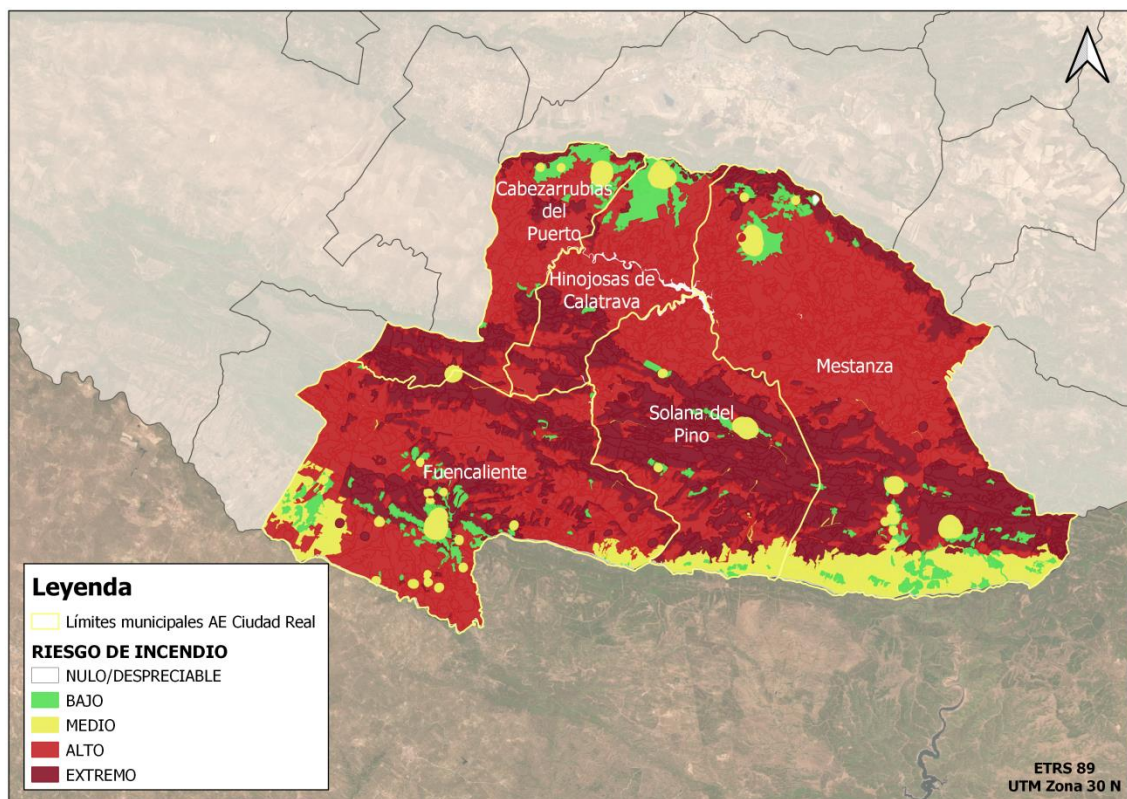 Cabezarrubias
del
Puerto
Hinojosas de
Calatrava
Mestanza
Solana del
Pino
Fuencaliente
Leyenda
Límites municipales AE Ciudad Real
RIESGO DE INCENDIO
NULO/DESPRECIABLE
BAJO
MEDIO
ALTO
EXTREMO
ETRS 89
UTM Zona 30 N